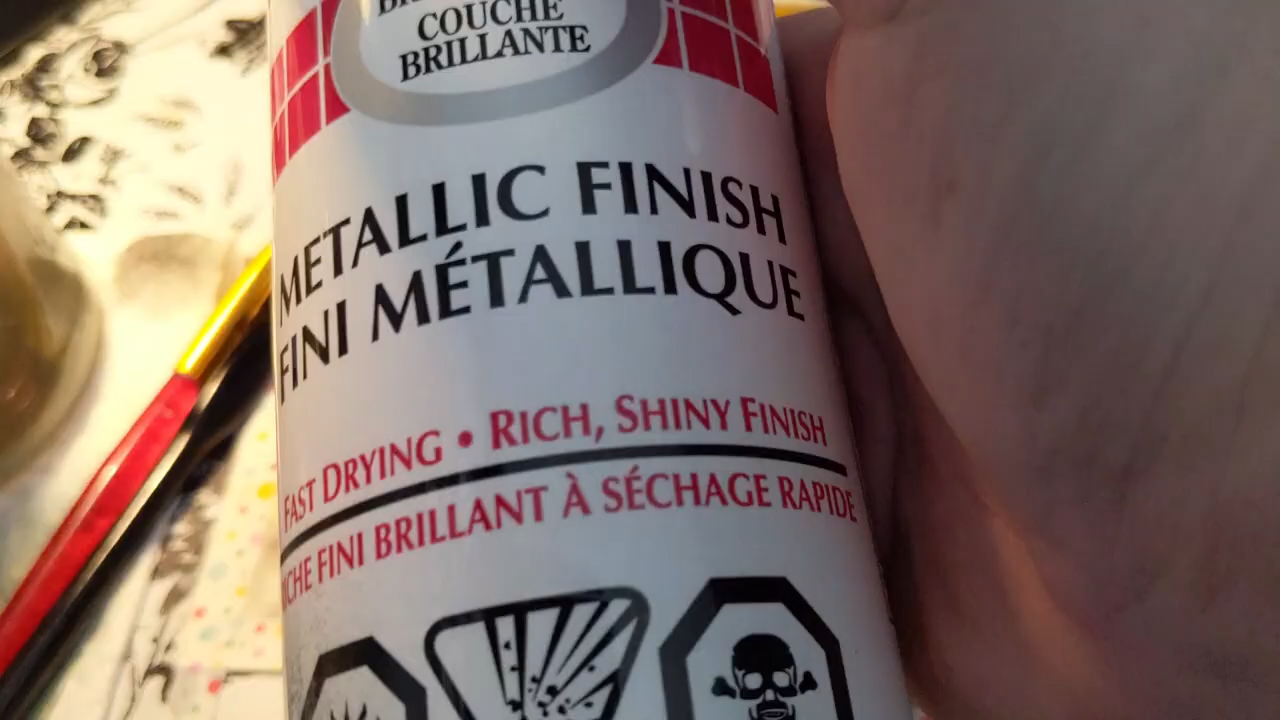 COUCHE
BRILLANTE
METALLIC FINISH
FINI MÉTALLIQUE
FAST DRYING • RICH, SHINY FINISH
FINI BRILLANT À SÉCHAGE RAPIDE